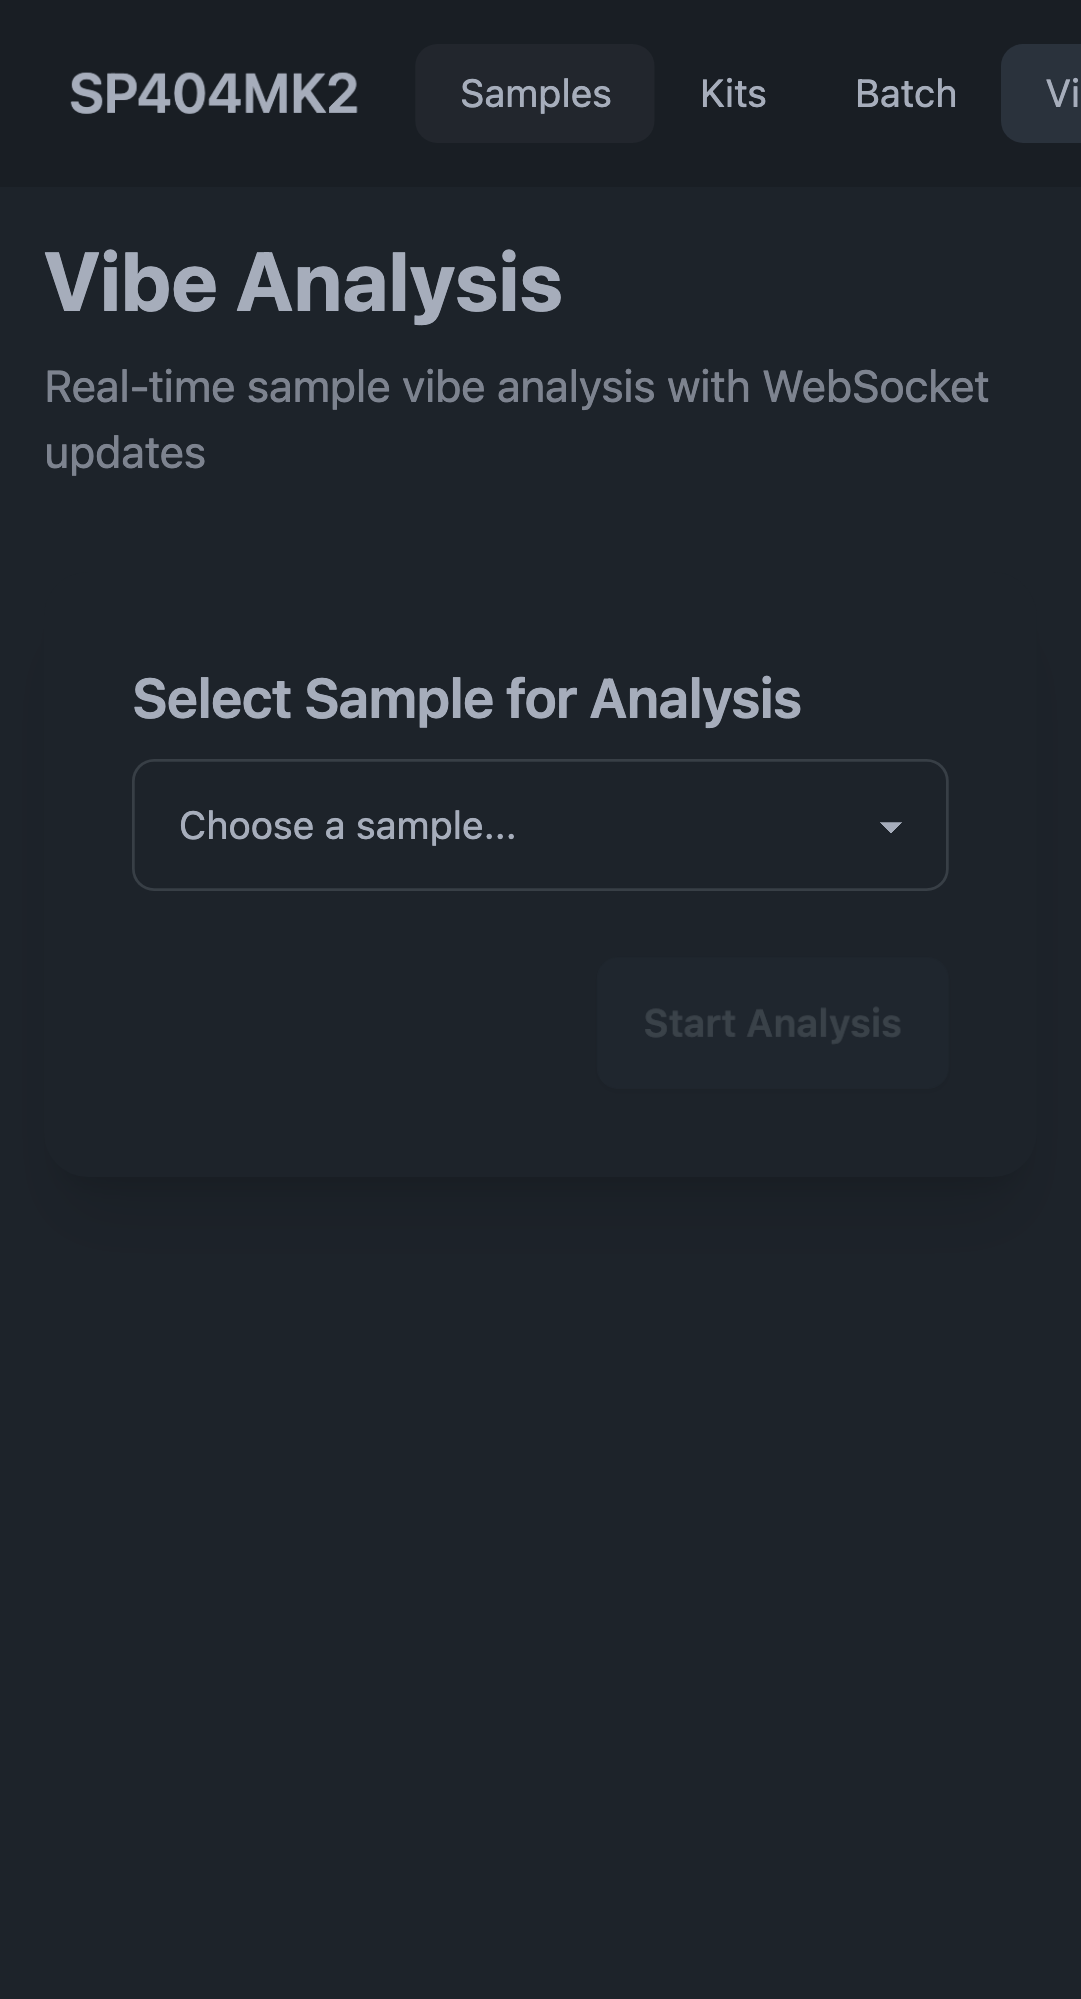 SP404MK2 Samples Kits Batch Vi
Vibe Analysis
Real-time sample vibe analysis with WebSocket
updates
Select Sample for Analysis
Choose a sample...
Start Analysis